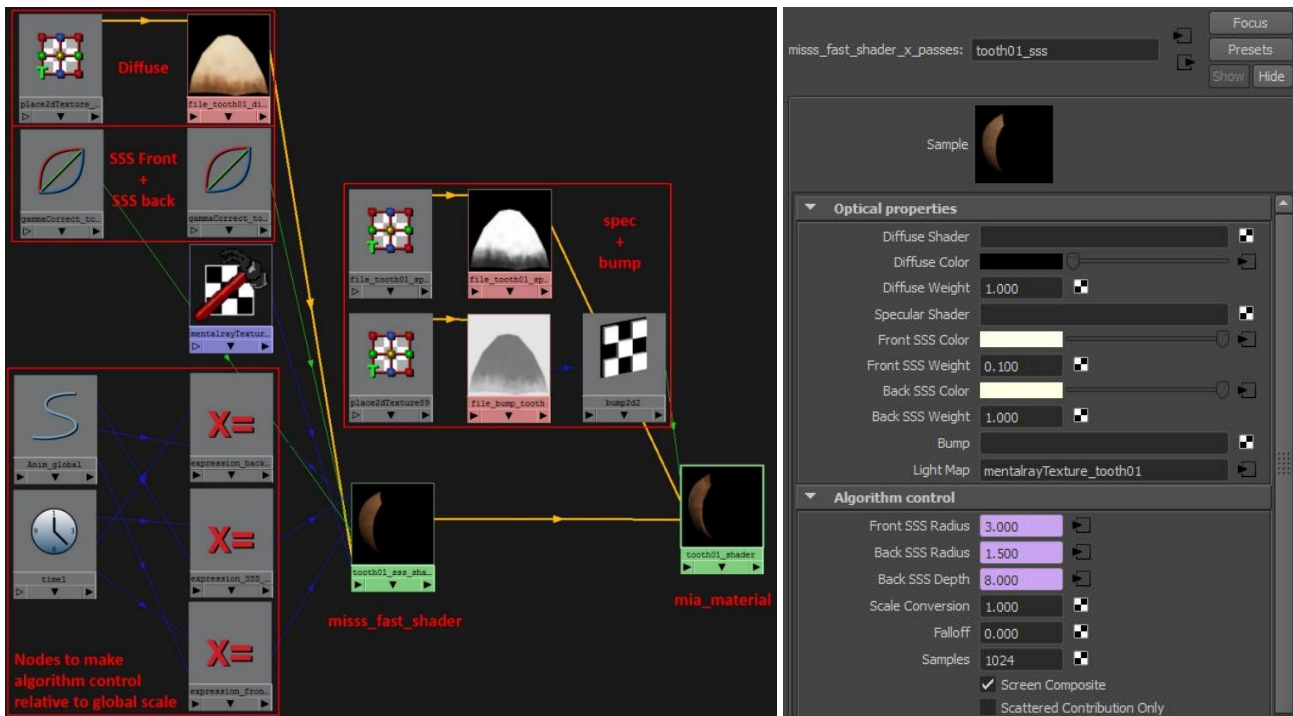 Diffuse
place2dTexture_...
file_tooth01_di...
SSS Front
+
SSS back
gammaCorrect_to...
gammaCorrect_to...
mentalrayTextur...
spec
+
bump
file_tooth01_sp...
file_tooth01_sp...
place2dTexture89
file_bump_tooth
bump2d2
Anim_global
expression_back...
time1
expression_SSS_...
expression_fron...
Nodes to make
algorithm control
relative to global scale
tooth01_sss_sha...
misss_fast_shader
tooth01_shader
mia_material
misss_fast_shader_x_passes: tooth01_sss
Focus
Presets
Show Hide
Sample
Optical properties
Diffuse Shader
Diffuse Color
Diffuse Weight 1.000
Specular Shader
Front SSS Color
Front SSS Weight 0.100
Back SSS Color
Back SSS Weight 1.000
Bump
Light Map mentalrayTexture_tooth01
Algorithm control
Front SSS Radius 3.000
Back SSS Radius 1.500
Back SSS Depth 8.000
Scale Conversion 1.000
Falloff 0.000
Samples 1024
Screen Composite
Scattered Contribution Only